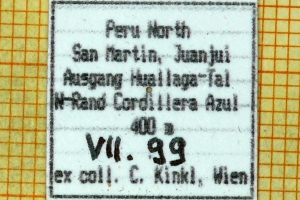 Peru North
San Martin, Juanjui
Ausgang Huallaga-Tal
N-Rand Cordillera Azul
400 m
VII. 99
ex coll. C. Kinkl, Wien